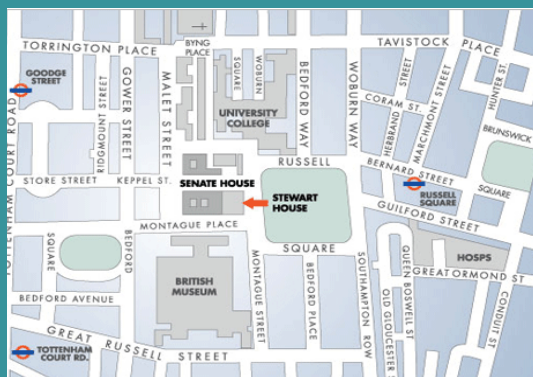 BYNG
PLACE
TORRINGTON PLACE
TAVISTOCK PLACE
GOODGE
STREET
TOTTENHAM COURT ROAD
RIDGMOUNT STREET
GOWER STREET
MALET STREET
WOBURN
SQUARE
BEDFORD WAY
WOBURN WAY
CORAM ST.
HERBRAND
STREET
MARCHMONT STREET
HUNTER ST.
UNIVERSITY
COLLEGE
BRUNSWICK
SQUARE
RUSSELL
BERNARD STREET
STORE STREET
KEPPEL ST.
SENATE HOUSE
STEWART
HOUSE
RUSSELL
SQUARE
GUILFORD STREET
MONTAGUE PLACE
SQUARE
SQUARE
BEDFORD
HOSPS
GREAT ORMOND ST
BRITISH
MUSEUM
MONTAGUE STREET
BEDFORD PLACE
SOUTHAMPTON ROW
OLD GLOUCESTER
QUEEN BOSWELL ST
CONDUIT ST
BEDFORD AVENUE
GREAT RUSSELL STREET
TOTTENHAM
COURT RD.